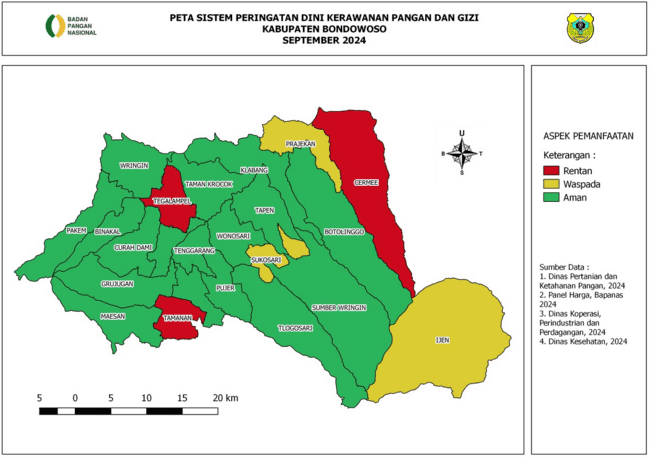 BADAN
PANGAN
NASIONAL
PETA SISTEM PERINGATAN DINI KERAWANAN PANGAN DAN GIZI
KABUPATEN BONDOWOSO
SEPTEMBER 2024
PRAJEKAN
WRINGIN
KLABANG
CERMEE
TAMAN KROCOK
TEGALAMPEL
TAPEN
PAKEM
BINAKAL
BOTOLINGGO
WONOSARI
CURAH DAMI
TENGGARANG
SUKOSARI
GRUJUGAN
PUJER
SUMBER WRINGIN
MAESAN
TAMANAN
TLOGOSARI
IJEN
U
B
T
S
5 0 5 10 15 20 km
ASPEK PEMANFAATAN
Keterangan :
Rentan
Waspada
Aman
Sumber Data :
1. Dinas Pertanian dan
Ketahanan Pangan, 2024
2. Panel Harga, Bapanas
2024
3. Dinas Koperasi,
Perindustrian dan
Perdagangan, 2024
4. Dinas Kesehatan, 2024